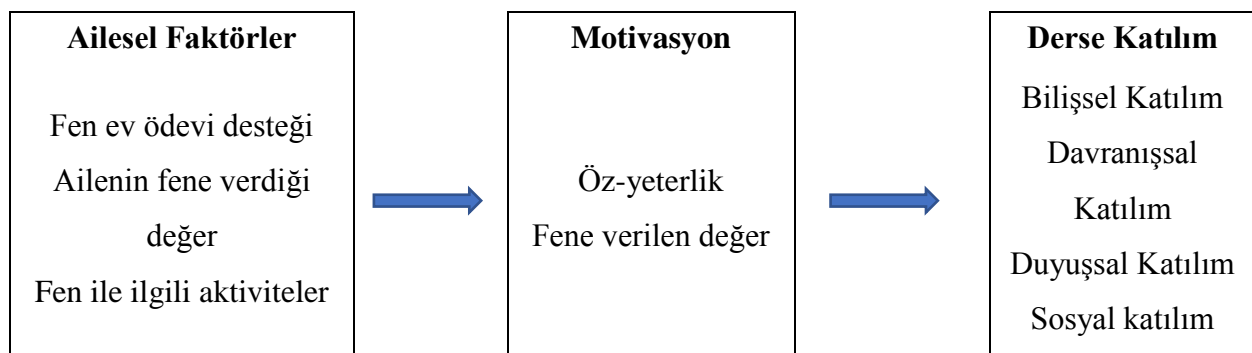 Ailesel Faktörler
Fen ev ödevi desteği
Ailenin fene verdiği
değer
Fen ile ilgili aktiviteler
Motivasyon
Öz-yeterlik
Fene verilen değer
Derse Katılım
Bilişsel Katılım
Davranışsal
Katılım
Duyuşsal Katılım
Sosyal katılım